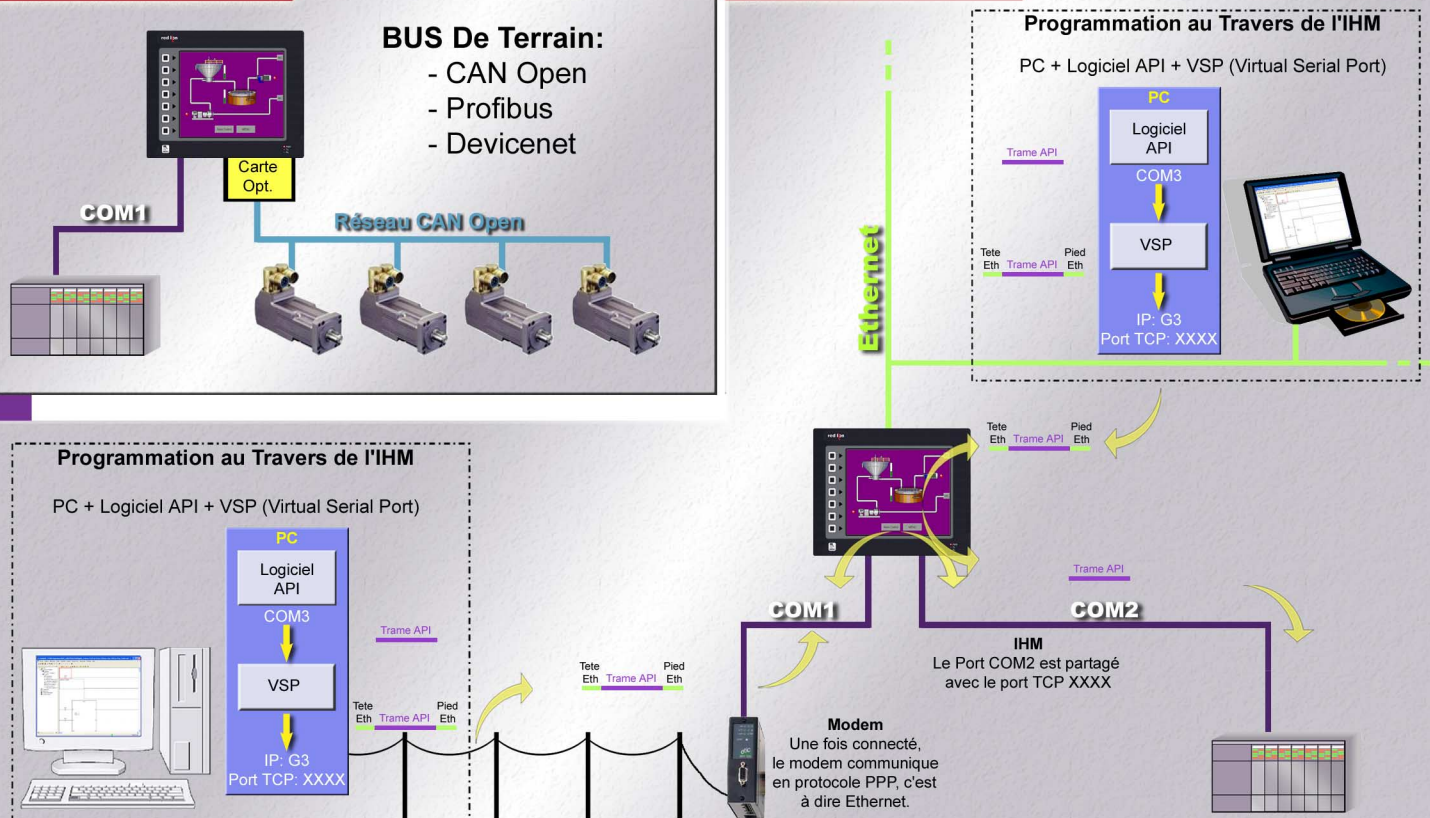 red lion
BUS De Terrain:
- CAN Open
- Profibus
- Devicenet
Carte
Opt.
COM1
Réseau CAN Open
Programmation au Travers de l'IHM
PC + Logiciel API + VSP (Virtual Serial Port)
PC
Logiciel
API
COM3
VSP
IP: G3
Port TCP: XXXX
Trame API
Tete
Eth
Trame API
Pied
Eth
Ethernet
Tete
Eth
Trame API
Pied
Eth
red lion
Trame API
COM1
COM2
IHM
Le Port COM2 est partagé
avec le port TCP XXXX
Modem
Une fois connecté,
le modem communique
en protocole PPP, c'est
à dire Ethernet.
Programmation au Travers de l'IHM
PC + Logiciel API + VSP (Virtual Serial Port)
PC
Logiciel
API
COM3
VSP
IP: G3
Port TCP: XXXX
Trame API
Tete
Eth
Trame API
Pied
Eth
Tete
Eth
Trame API
Pied
Eth